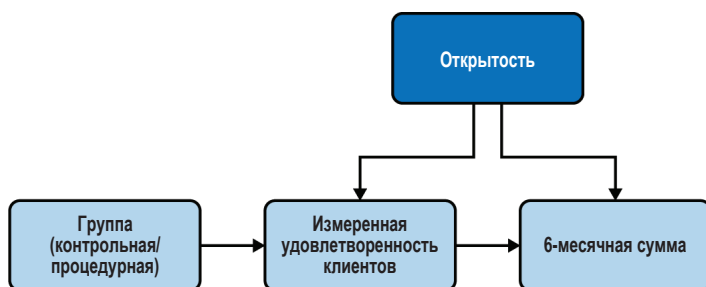 Открытость
Группа
(контрольная/
процедурная)
Измеренная
удовлетворенность
клиентов
6-месячная сумма